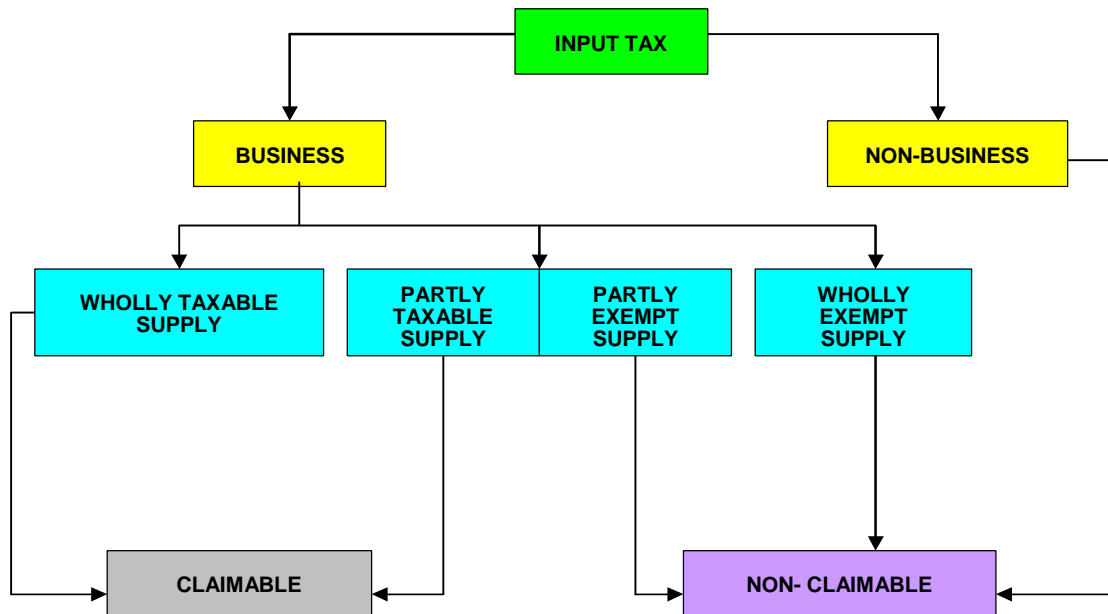 INPUT TAX
BUSINESS
NON-BUSINESS
WHOLLY TAXABLE
SUPPLY
PARTLY
TAXABLE
SUPPLY
PARTLY
EXEMPT
SUPPLY
WHOLLY
EXEMPT
SUPPLY
CLAIMABLE
NON- CLAIMABLE